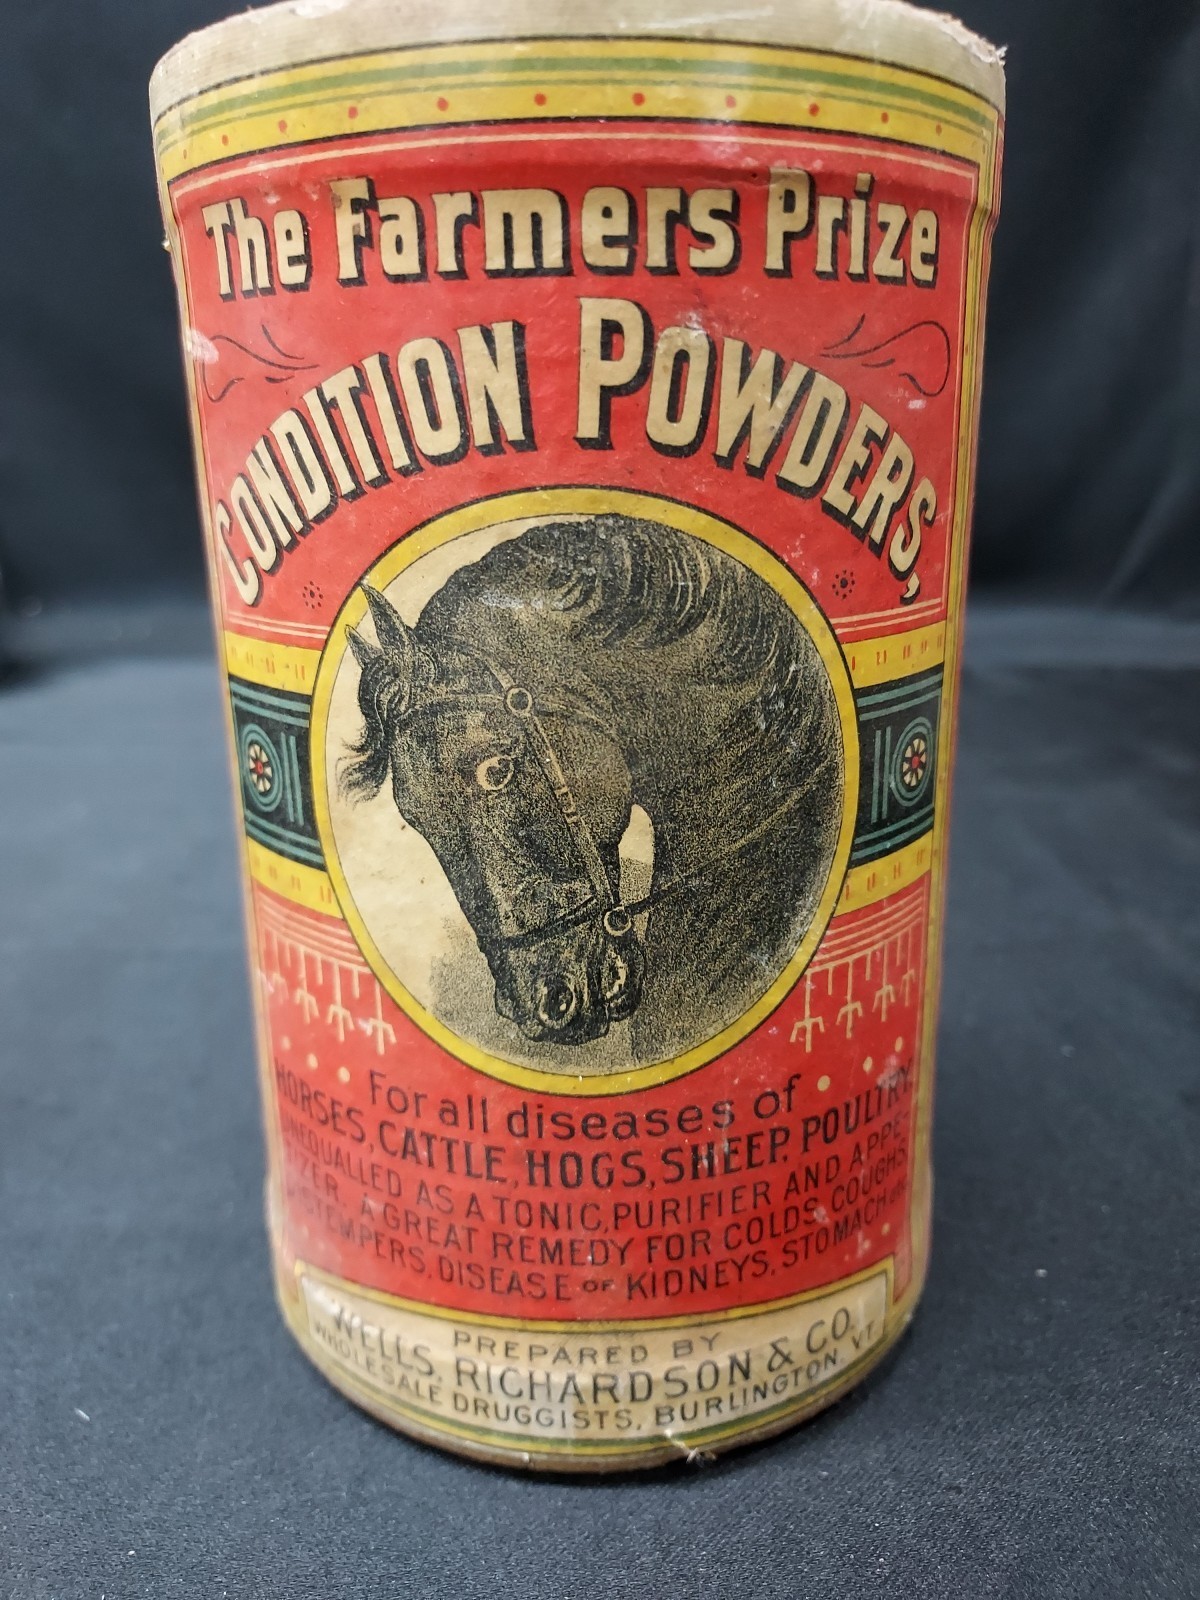 The Farmers Prize
CONDITION POWDERS,
For all diseases of
HORSES, CATTLE, HOGS, SHEEP, POULTRY.
UNEQUALLED AS A TONIC, PURIFIER AND APPE-
TIZER. A GREAT REMEDY FOR COLDS, COUGHS,
DISTEMPERS, DISEASE OF KIDNEYS, STOMACH &c.
PREPARED BY
WELLS, RICHARDSON & CO.
WHOLESALE DRUGGISTS, BURLINGTON, VT.